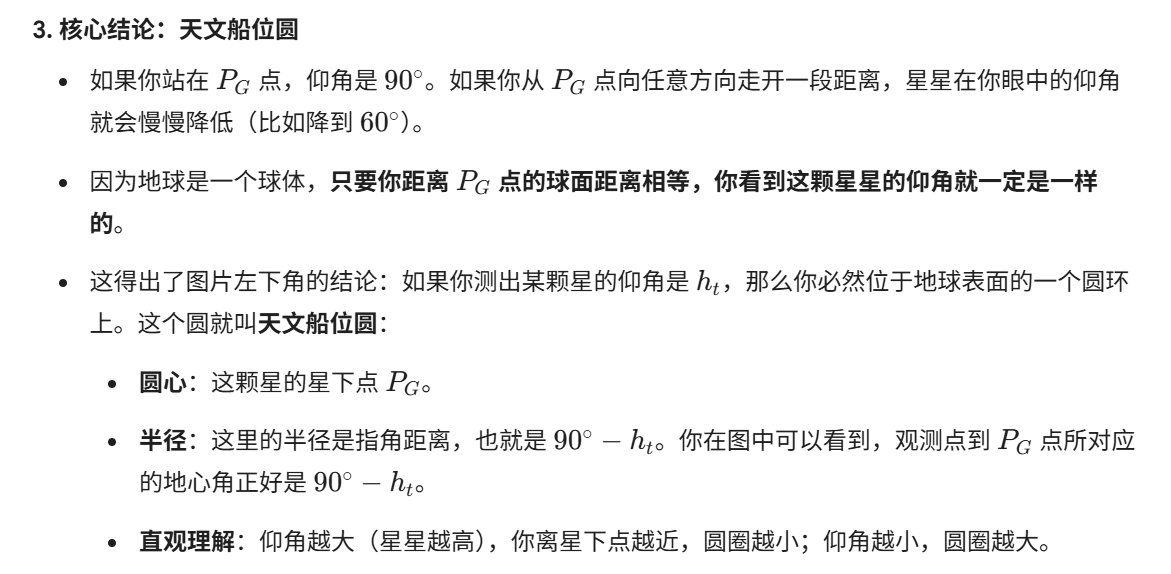 3. 核心结论：天文船位圆
• 如果你站在 P_G 点，仰角是 90°。如果你从 P_G 点向任意方向走开一段距离，星星在你眼中的仰角
就会慢慢降低（比如降到 60°）。
• 因为地球是一个球体，只要你距离 P_G 点的球面距离相等，你看到这颗星星的仰角就一定是一样
的。
• 这得出了图片左下角的结论：如果你测出某颗星的仰角是 h_t，那么你必然位于地球表面的一个圆环
上。这个圆就叫天文船位圆：
• 圆心：这颗星的星下点 P_G。
• 半径：这里的半径是指角距离，也就是 90° − h_t。你在图中可以看到，观测点到 P_G 点所对应
的地心角正好是 90° − h_t。
• 直观理解：仰角越大（星星越高），你离星下点越近，圆圈越小；仰角越小，圆圈越大。